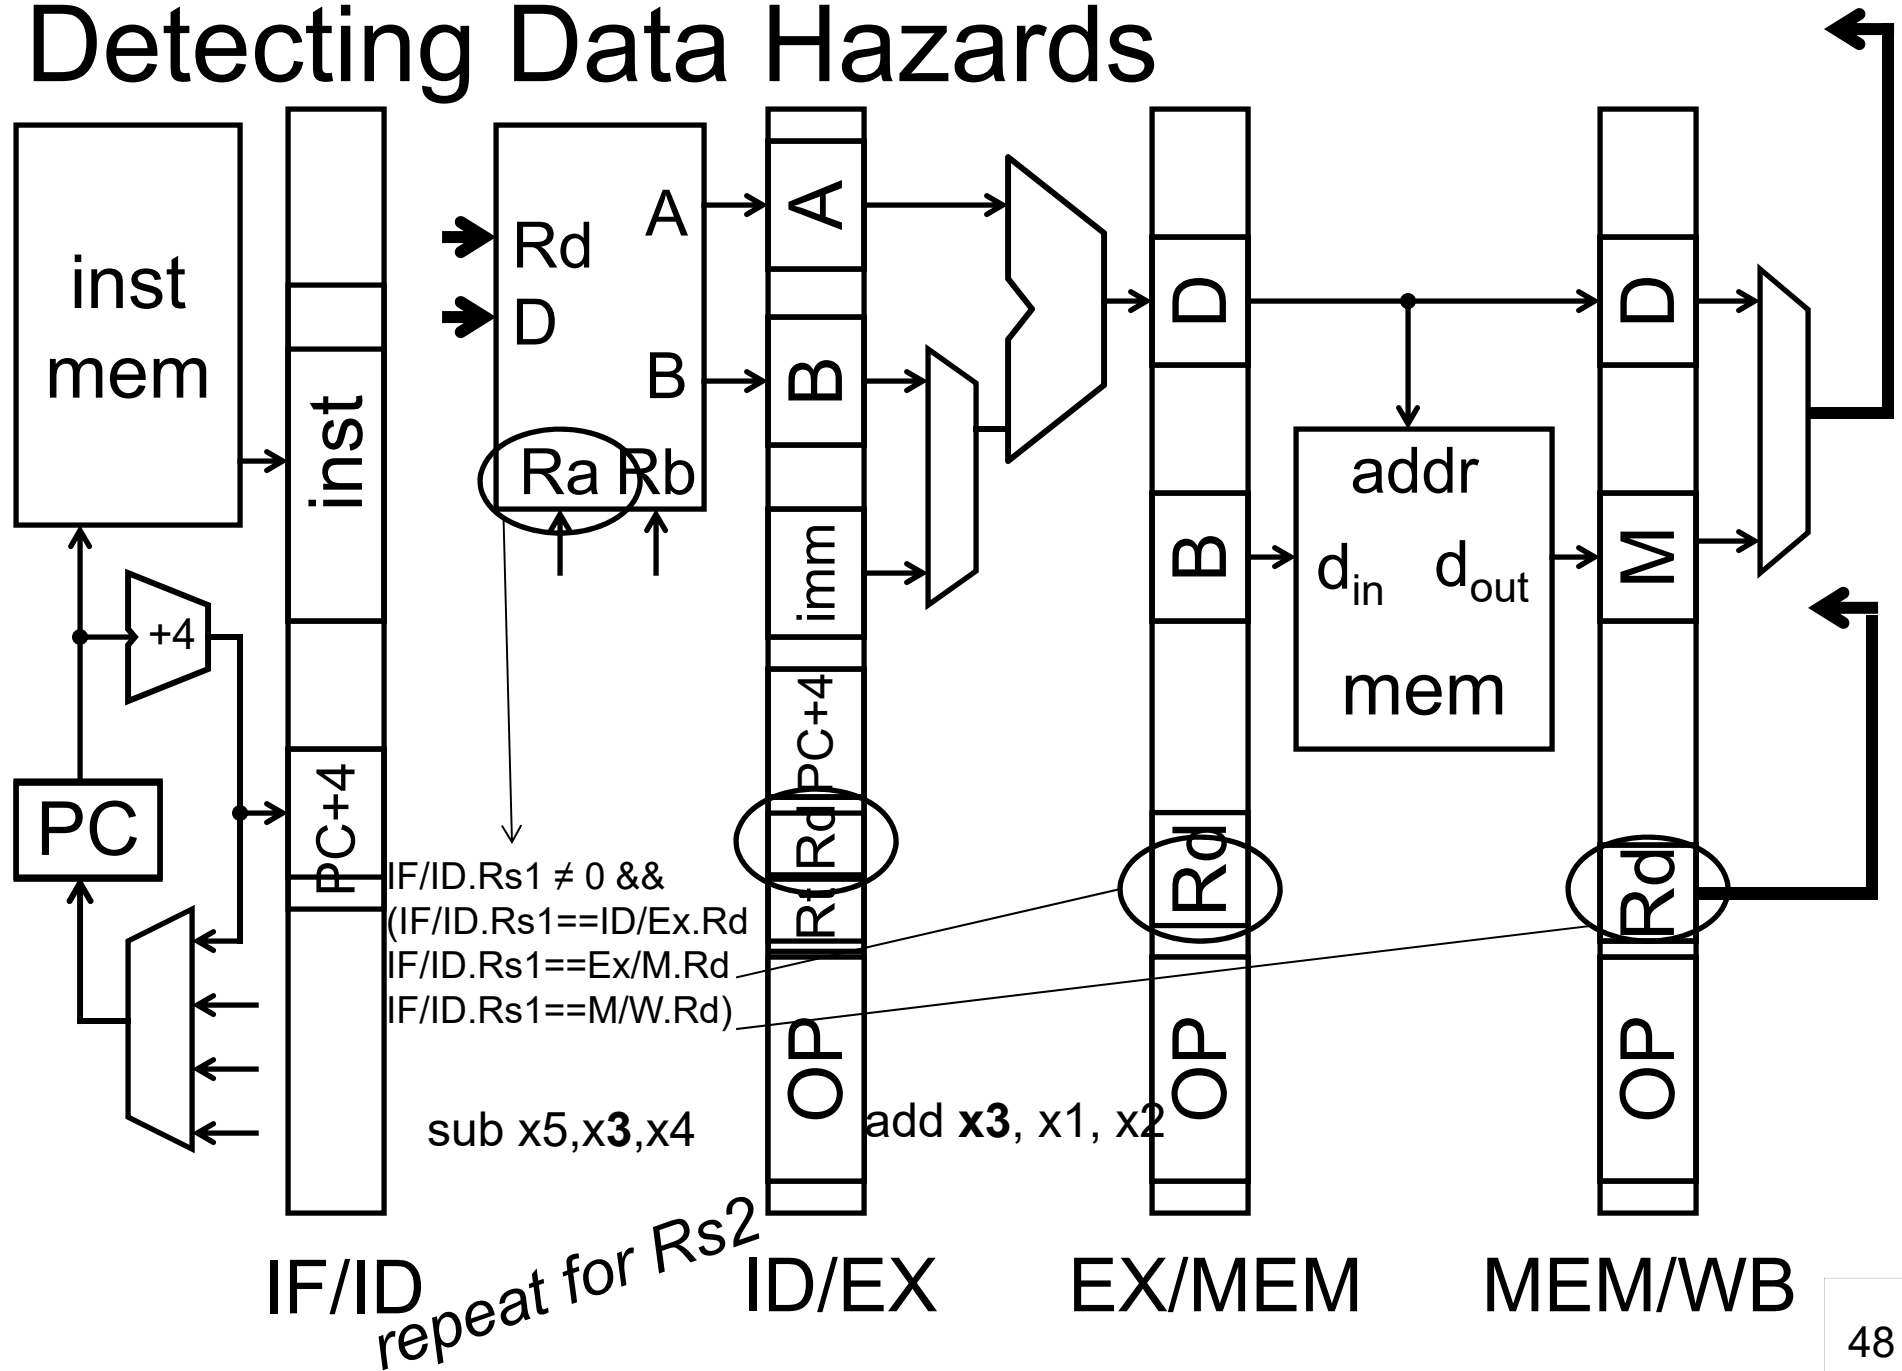 Detecting Data Hazards
inst
mem
+4
PC
inst
PC+4
Rd
D
A
B
Ra Rb
A
B
imm
PC+4
Rd
Rt
OP
D
B
Rd
OP
addr
d_in d_out
mem
D
M
Rd
OP
IF/ID.Rs1 ≠ 0 &&
(IF/ID.Rs1==ID/Ex.Rd
IF/ID.Rs1==Ex/M.Rd
IF/ID.Rs1==M/W.Rd)
sub x5,x3,x4
add x3, x1, x2
repeat for Rs2
IF/ID
ID/EX
EX/MEM
MEM/WB
48